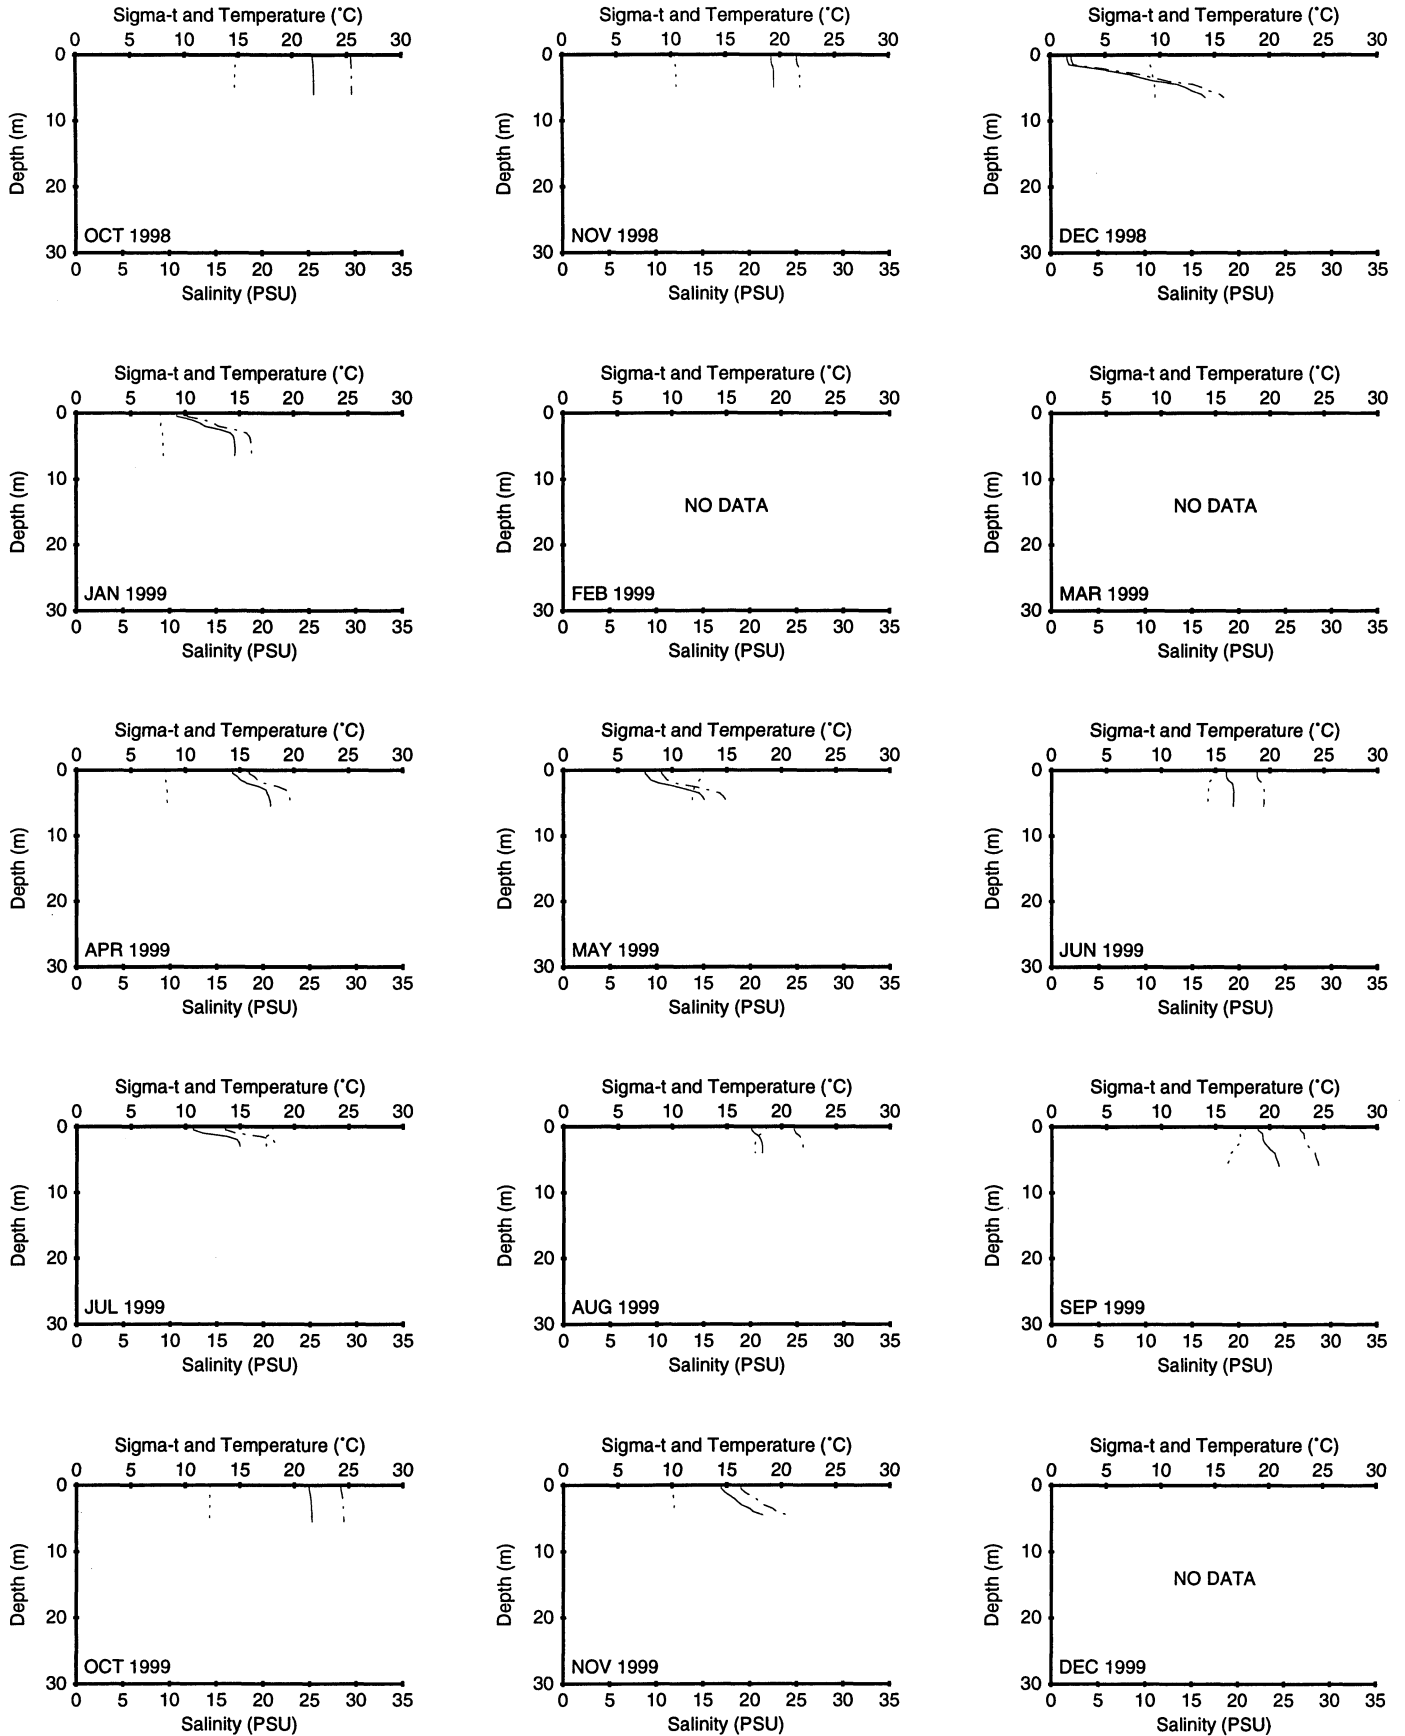 Sigma-t and Temperature (˚C) Sigma-t and Temperature (˚C) Sigma-t and Temperature (˚C)
0 5 10 15 20 25 30 0 5 10 15 20 25 30 0 5 10 15 20 25 30
0 0 0
10 10 10
Depth (m) Depth (m) Depth (m)
20 20 20
OCT 1998 NOV 1998 DEC 1998
30 30 30
0 5 10 15 20 25 30 35 0 5 10 15 20 25 30 35 0 5 10 15 20 25 30 35
Salinity (PSU) Salinity (PSU) Salinity (PSU)
Sigma-t and Temperature (˚C) Sigma-t and Temperature (˚C) Sigma-t and Temperature (˚C)
0 5 10 15 20 25 30 0 5 10 15 20 25 30 0 5 10 15 20 25 30
0 0 0
10 10 10
Depth (m) Depth (m) Depth (m)
NO DATA NO DATA
20 20 20
JAN 1999 FEB 1999 MAR 1999
30 30 30
0 5 10 15 20 25 30 35 0 5 10 15 20 25 30 35 0 5 10 15 20 25 30 35
Salinity (PSU) Salinity (PSU) Salinity (PSU)
Sigma-t and Temperature (˚C) Sigma-t and Temperature (˚C) Sigma-t and Temperature (˚C)
0 5 10 15 20 25 30 0 5 10 15 20 25 30 0 5 10 15 20 25 30
0 0 0
10 10 10
Depth (m) Depth (m) Depth (m)
20 20 20
APR 1999 MAY 1999 JUN 1999
30 30 30
0 5 10 15 20 25 30 35 0 5 10 15 20 25 30 35 0 5 10 15 20 25 30 35
Salinity (PSU) Salinity (PSU) Salinity (PSU)
Sigma-t and Temperature (˚C) Sigma-t and Temperature (˚C) Sigma-t and Temperature (˚C)
0 5 10 15 20 25 30 0 5 10 15 20 25 30 0 5 10 15 20 25 30
0 0 0
10 10 10
Depth (m) Depth (m) Depth (m)
20 20 20
JUL 1999 AUG 1999 SEP 1999
30 30 30
0 5 10 15 20 25 30 35 0 5 10 15 20 25 30 35 0 5 10 15 20 25 30 35
Salinity (PSU) Salinity (PSU) Salinity (PSU)
Sigma-t and Temperature (˚C) Sigma-t and Temperature (˚C) Sigma-t and Temperature (˚C)
0 5 10 15 20 25 30 0 5 10 15 20 25 30 0 5 10 15 20 25 30
0 0 0
10 10 10
Depth (m) Depth (m) Depth (m)
NO DATA
20 20 20
OCT 1999 NOV 1999 DEC 1999
30 30 30
0 5 10 15 20 25 30 35 0 5 10 15 20 25 30 35 0 5 10 15 20 25 30 35
Salinity (PSU) Salinity (PSU) Salinity (PSU)